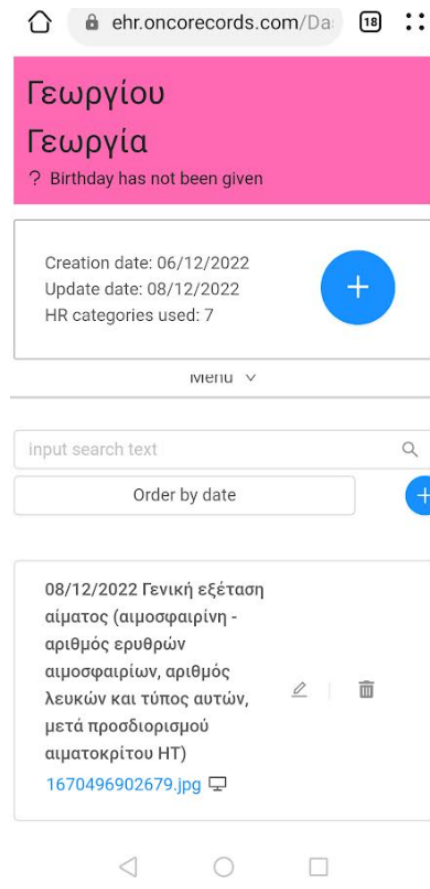 ehr.oncorecords.com/Da
18
Γεωργίου
Γεωργία
? Birthday has not been given
Creation date: 06/12/2022
Update date: 08/12/2022
HR categories used: 7
+
Menu
input search text
Order by date
+
08/12/2022 Γενική εξέταση
αίματος (αιμοσφαιρίνη -
αριθμός ερυθρών
αιμοσφαιρίων, αριθμός
λευκών και τύπος αυτών,
μετά προσδιορισμού
αιματοκρίτου HT)
1670496902679.jpg